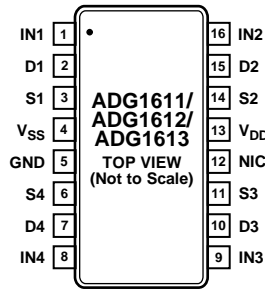 IN1 1 16 IN2
D1 2 15 D2
S1 3 14 S2
VSS 4 13 VDD
GND 5 12 NIC
S4 6 11 S3
D4 7 10 D3
IN4 8 9 IN3
ADG1611/
ADG1612/
ADG1613
TOP VIEW
(Not to Scale)